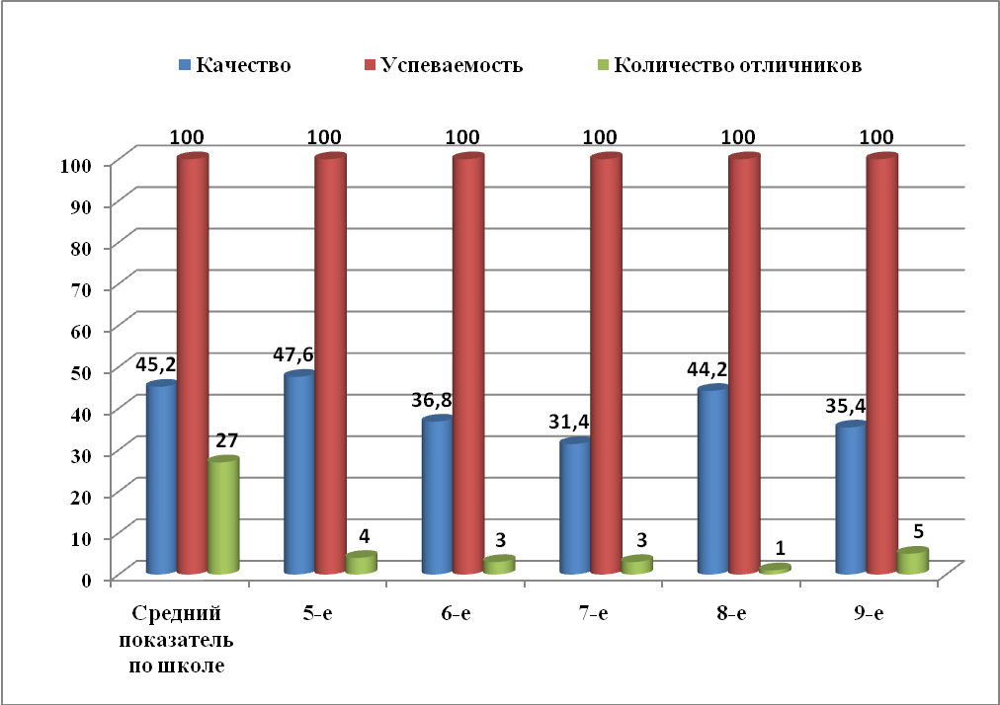 Качество Успеваемость Количество отличников
100 100 100 100 100 100
100
90
80
70
60
50
40
30
20
10
0
45,2 47,6 36,8 31,4 44,2 35,4
27 4 3 3 1 5
Средний 5-е 6-е 7-е 8-е 9-е
показатель
по школе